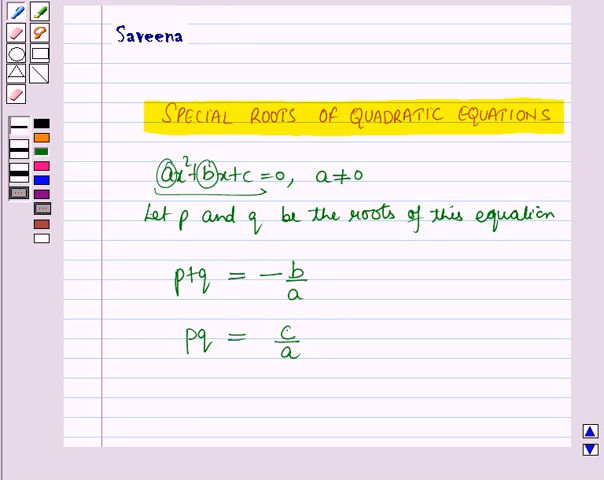 Saveena
SPECIAL ROOTS OF QUADRATIC EQUATIONS
ax²+bx+c=0, a≠0
Let p and q be the roots of this equation
p+q = -b/a
pq = c/a